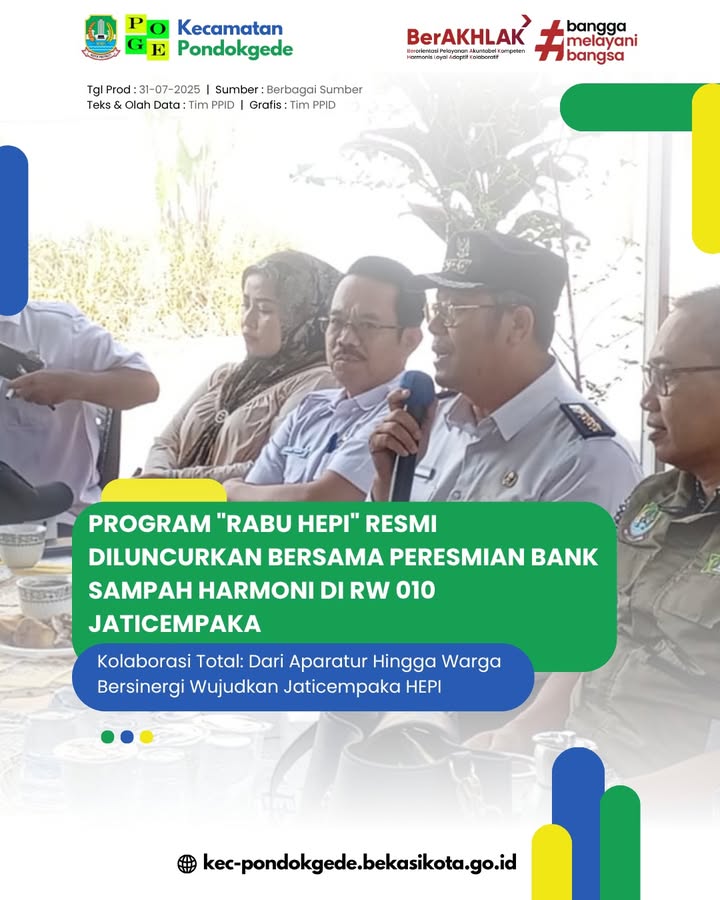 P O G E
Kecamatan
Pondokgede
BerAKHLAK
Berorientasi Pelayanan Akuntabel Kompeten
Harmonis Loyal Adaptif Kolaboratif
#bangga
melayani
bangsa
Tgl Prod : 31-07-2025 | Sumber : Berbagai Sumber
Teks & Olah Data : Tim PPID | Grafis : Tim PPID
PROGRAM "RABU HEPI" RESMI
DILUNCURKAN BERSAMA PERESMIAN BANK
SAMPAH HARMONI DI RW 010
JATICEMPAKA
Kolaborasi Total: Dari Aparatur Hingga Warga
Bersinergi Wujudkan Jaticempaka HEPI
kec-pondokgede.bekasikota.go.id